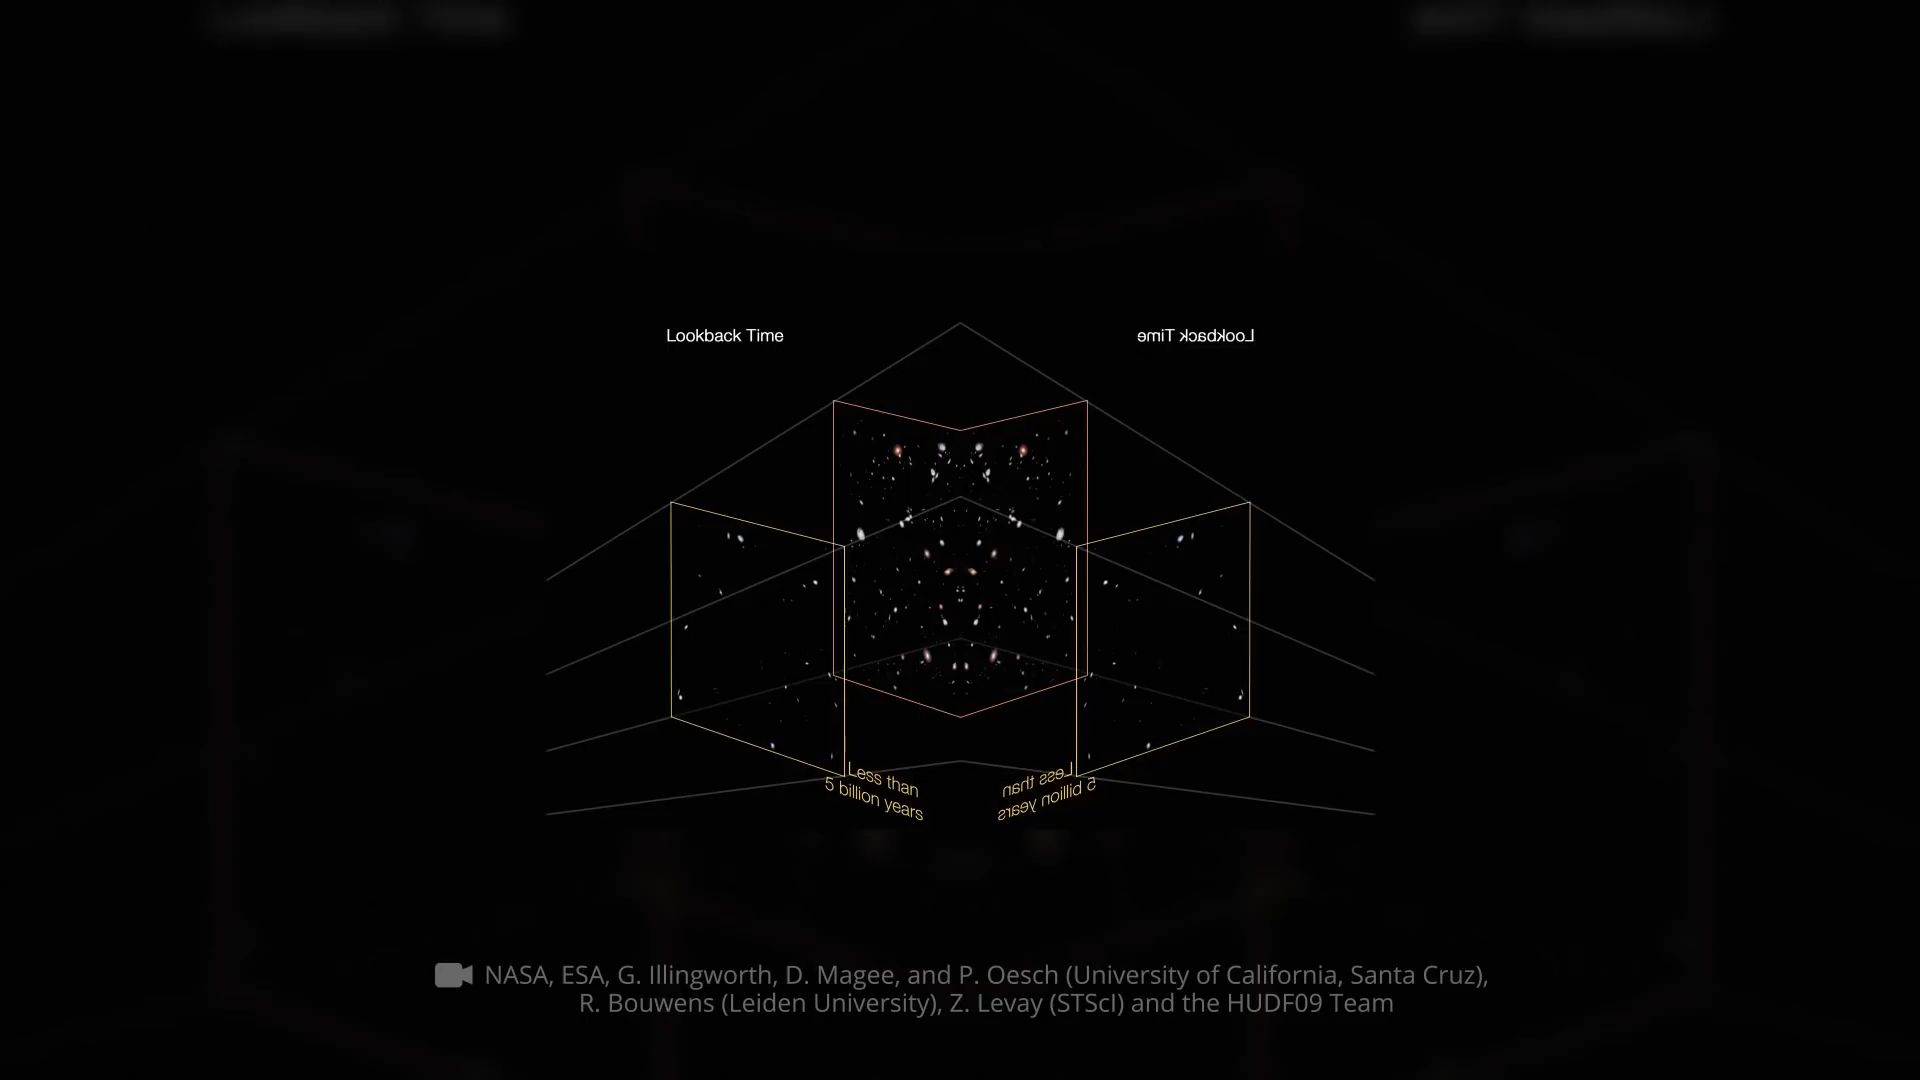 Lookback Time
Lookback Time
Less than
5 billion years
Less than
5 billion years
NASA, ESA, G. Illingworth, D. Magee, and P. Oesch (University of California, Santa Cruz),
R. Bouwens (Leiden University), Z. Levay (STScI) and the HUDF09 Team